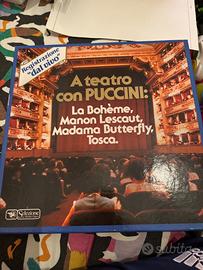 Registrazione
"dal vivo"
A teatro
con PUCCINI:
La Bohème,
Manon Lescaut,
Madama Butterfly,
Tosca.
Selezione
subito